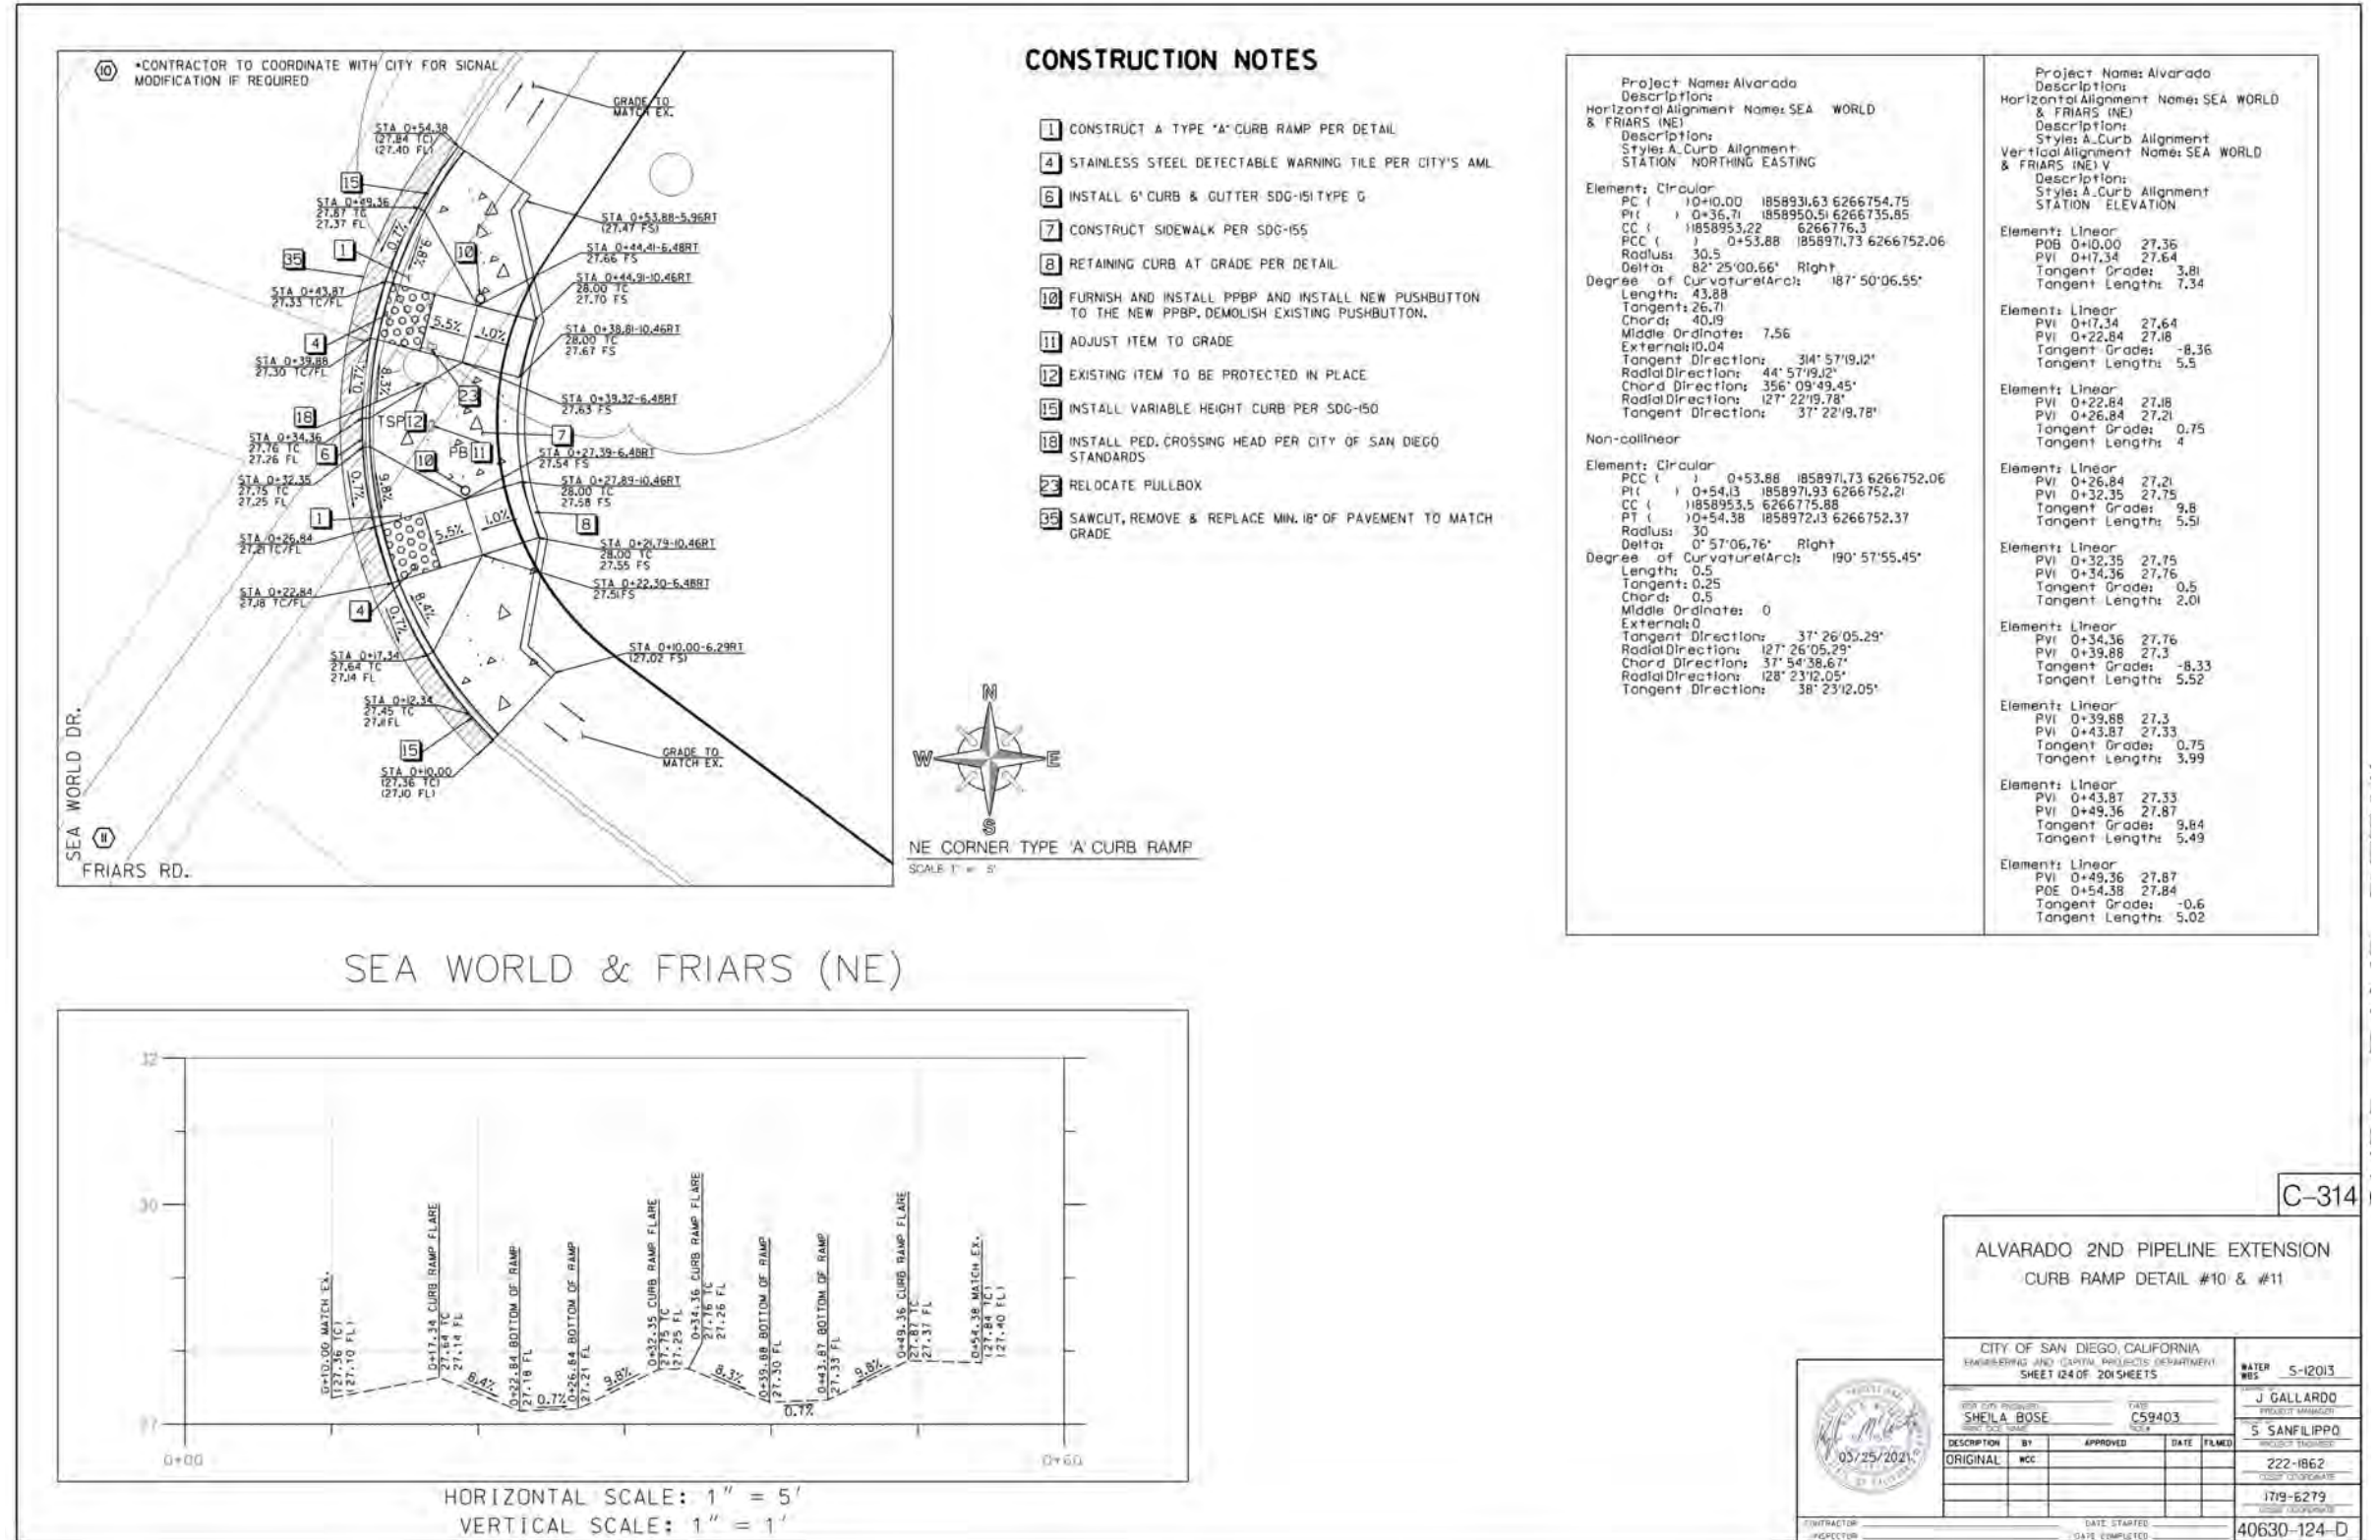 10
*CONTRACTOR TO COORDINATE WITH CITY FOR SIGNAL
MODIFICATION IF REQUIRED
GRADE TO
MATCH EX.
STA 0+54.38
(27.84 TC)
(27.40 FL)
15
STA 0+49.36
27.87 TC
27.37 FL
1
35
0.7%
9.8%
10
STA 0+53.88-5.96RT
(27.47 FS)
STA 0+44.41-6.48RT
27.66 FS
STA 0+44.91-10.46RT
28.00 TC
27.70 FS
STA 0+43.87
27.33 TC/FL
5.5%
1.0%
STA 0+38.81-10.46RT
28.00 TC
27.67 FS
4
STA 0+39.88
27.30 TC/FL
0.7%
8.3%
23
STA 0+39.32-6.48RT
27.63 FS
18
TSP 12
7
STA 0+34.36
27.76 TC
27.26 FL
6
10
PB 11
STA 0+27.39-6.48RT
27.54 FS
STA 0+32.35
27.75 TC
27.25 FL
0.7%
9.8%
STA 0+27.89-10.46RT
28.00 TC
27.58 FS
1
8
STA 0+26.84
27.21 TC/FL
5.5%
1.0%
STA 0+21.79-10.46RT
28.00 TC
27.55 FS
STA 0+22.84
27.18 TC/FL
4
STA 0+22.30-6.48RT
27.51 FS
0.7%
8.4%
STA 0+17.34
27.64 TC
27.14 FL
STA 0+10.00-6.29RT
(27.02 FS)
STA 0+12.34
27.45 TC
27.11 FL
15
STA 0+10.00
(27.36 TC)
(27.10 FL)
GRADE TO
MATCH EX.
SEA WORLD DR.
11
FRIARS RD.
N
W E
S
NE CORNER TYPE 'A' CURB RAMP
SCALE 1" = 5'
CONSTRUCTION NOTES
1 CONSTRUCT A TYPE "A" CURB RAMP PER DETAIL
4 STAINLESS STEEL DETECTABLE WARNING TILE PER CITY'S AML
6 INSTALL 6" CURB & GUTTER SDG-151 TYPE G
7 CONSTRUCT SIDEWALK PER SDG-155
8 RETAINING CURB AT GRADE PER DETAIL
10 FURNISH AND INSTALL PPBP AND INSTALL NEW PUSHBUTTON
TO THE NEW PPBP. DEMOLISH EXISTING PUSHBUTTON.
11 ADJUST ITEM TO GRADE
12 EXISTING ITEM TO BE PROTECTED IN PLACE
15 INSTALL VARIABLE HEIGHT CURB PER SDG-150
18 INSTALL PED. CROSSING HEAD PER CITY OF SAN DIEGO
STANDARDS
23 RELOCATE PULLBOX
35 SAWCUT, REMOVE & REPLACE MIN. 18" OF PAVEMENT TO MATCH
GRADE
Project Name: Alvarado
Description:
Horizontal Alignment Name: SEA WORLD
& FRIARS (NE)
Description:
Style: A_Curb Alignment
STATION NORTHING EASTING
Element: Circular
PC ( ) 0+10.00 1858931.63 6266754.75
PI ( ) 0+36.71 1858950.51 6266735.85
CC ( ) 1858953.22 6266776.3
PCC ( ) 0+53.88 1858971.73 6266752.06
Radius: 30.5
Delta: 82° 25'00.66" Right
Degree of Curvature(Arc): 187° 50'06.55"
Length: 43.88
Tangent: 26.71
Chord: 40.19
Middle Ordinate: 7.56
External: 10.04
Tangent Direction: 314° 57'19.12"
Radial Direction: 44° 57'19.12"
Chord Direction: 356° 09'49.45"
Radial Direction: 127° 22'19.78"
Tangent Direction: 37° 22'19.78"
Non-collinear
Element: Circular
PCC ( ) 0+53.88 1858971.73 6266752.06
PI ( ) 0+54.13 1858971.93 6266752.21
CC ( ) 1858953.5 6266775.88
PT ( ) 0+54.38 1858972.13 6266752.37
Radius: 30
Delta: 0° 57'06.76" Right
Degree of Curvature(Arc): 190° 57'55.45"
Length: 0.5
Tangent: 0.25
Chord: 0.5
Middle Ordinate: 0
External: 0
Tangent Direction: 37° 26'05.29"
Radial Direction: 127° 26'05.29"
Chord Direction: 37° 54'38.67"
Radial Direction: 128° 23'12.05"
Tangent Direction: 38° 23'12.05"
Project Name: Alvarado
Description:
Horizontal Alignment Name: SEA WORLD
& FRIARS (NE)
Description:
Style: A_Curb Alignment
Vertical Alignment Name: SEA WORLD
& FRIARS (NE) V
Description:
Style: A_Curb Alignment
STATION ELEVATION
Element: Linear
POB 0+10.00 27.36
PVI 0+17.34 27.64
Tangent Grade: 3.81
Tangent Length: 7.34
Element: Linear
PVI 0+17.34 27.64
PVI 0+22.84 27.18
Tangent Grade: -8.36
Tangent Length: 5.5
Element: Linear
PVI 0+22.84 27.18
PVI 0+26.84 27.21
Tangent Grade: 0.75
Tangent Length: 4
Element: Linear
PVI 0+26.84 27.21
PVI 0+32.35 27.75
Tangent Grade: 9.8
Tangent Length: 5.51
Element: Linear
PVI 0+32.35 27.75
PVI 0+34.36 27.76
Tangent Grade: 0.5
Tangent Length: 2.01
Element: Linear
PVI 0+34.36 27.76
PVI 0+39.88 27.3
Tangent Grade: -8.33
Tangent Length: 5.52
Element: Linear
PVI 0+39.88 27.3
PVI 0+43.87 27.33
Tangent Grade: 0.75
Tangent Length: 3.99
Element: Linear
PVI 0+43.87 27.33
PVI 0+49.36 27.87
Tangent Grade: 9.84
Tangent Length: 5.49
Element: Linear
PVI 0+49.36 27.87
POE 0+54.38 27.84
Tangent Grade: -0.6
Tangent Length: 5.02
SEA WORLD & FRIARS (NE)
32
30
27
0+00
0+60
0+10.00 MATCH EX.
(27.36 TC)
(27.10 FL)
0+17.34 CURB RAMP FLARE
27.64 TC
27.14 FL
8.4%
0+22.84 BOTTOM OF RAMP
27.18 FL
0.7%
0+26.84 BOTTOM OF RAMP
27.21 FL
9.8%
0+32.35 CURB RAMP FLARE
27.75 TC
27.25 FL
0+34.36 CURB RAMP FLARE
27.76 TC
27.26 FL
8.3%
0+39.88 BOTTOM OF RAMP
27.30 FL
0.7%
0+43.87 BOTTOM OF RAMP
27.33 FL
9.8%
0+49.36 CURB RAMP FLARE
27.87 TC
27.37 FL
0+54.38 MATCH EX.
(27.84 TC)
(27.40 FL)
HORIZONTAL SCALE: 1" = 5'
VERTICAL SCALE: 1" = 1'
C-314
ALVARADO 2ND PIPELINE EXTENSION
CURB RAMP DETAIL #10 & #11
CITY OF SAN DIEGO, CALIFORNIA
ENGINEERING AND CAPITAL PROJECTS DEPARTMENT
SHEET 124 OF 201 SHEETS
WATER
WBS S-12013
J GALLARDO
PROJECT MANAGER
SHEILA BOSE C59403
S SANFILIPPO
PROJECT ENGINEER
DESCRIPTION BY APPROVED DATE FILMED
ORIGINAL WCC
222-1862
1719-6279
CONTRACTOR DATE STARTED
INSPECTOR DATE COMPLETED
40630-124-D
03/25/2021